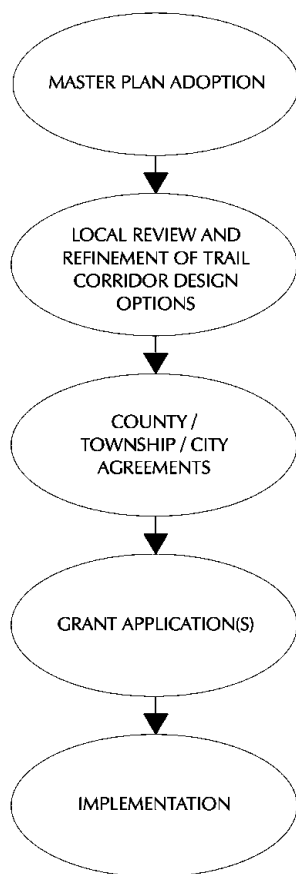 MASTER PLAN ADOPTION
LOCAL REVIEW AND
REFINEMENT OF TRAIL
CORRIDOR DESIGN
OPTIONS
COUNTY /
TOWNSHIP / CITY
AGREEMENTS
GRANT APPLICATION(S)
IMPLEMENTATION